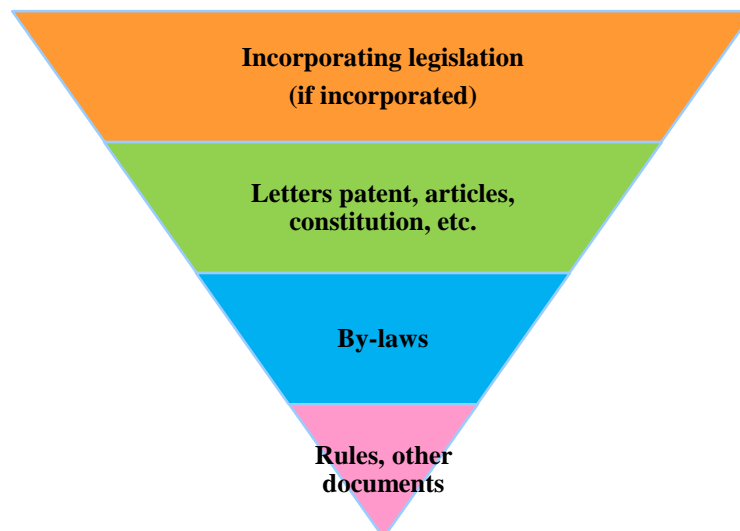 Incorporating legislation
(if incorporated)
Letters patent, articles,
constitution, etc.
By-laws
Rules, other
documents